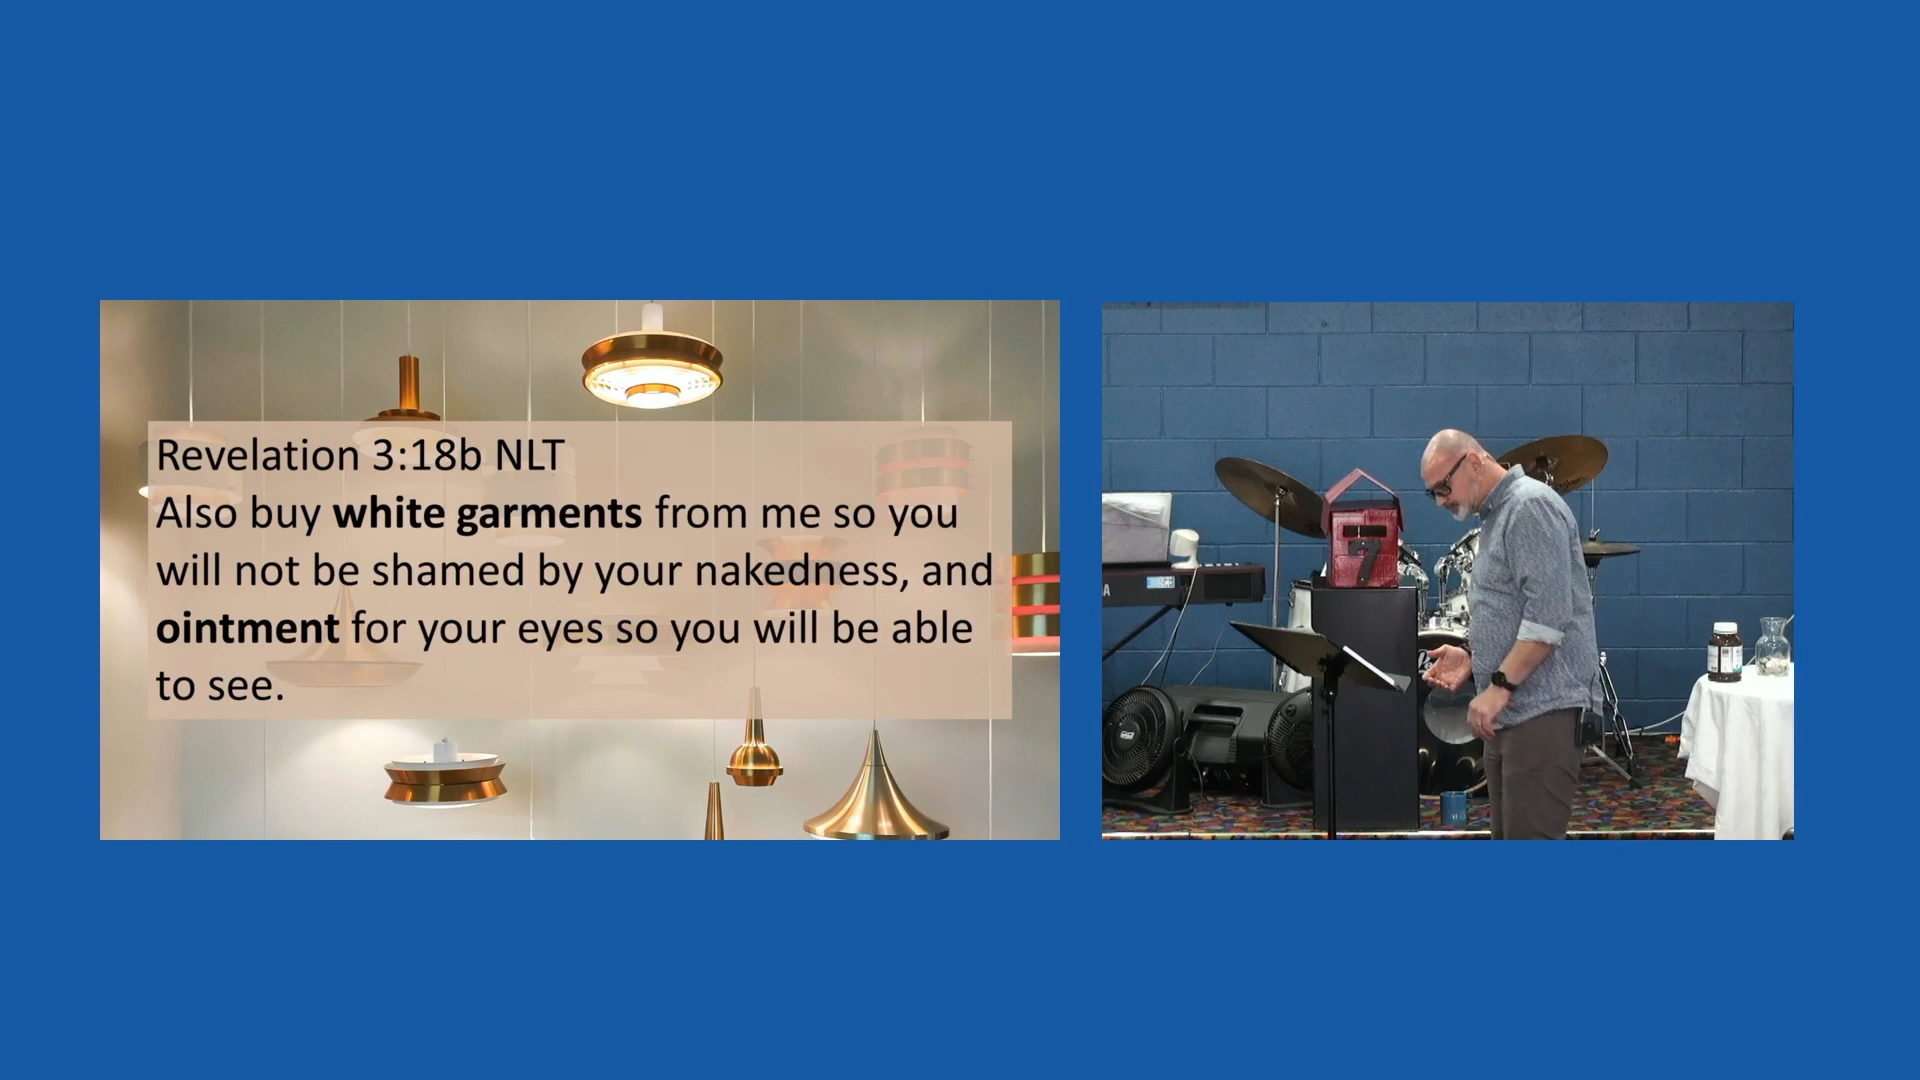 Revelation 3:18b NLT
Also buy white garments from me so you
will not be shamed by your nakedness, and
ointment for your eyes so you will be able
to see.
7